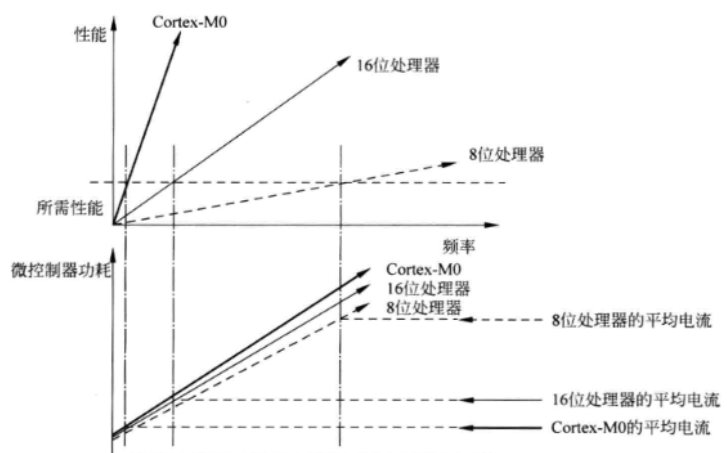 性能
Cortex-M0
16位处理器
8位处理器
所需性能
频率
微控制器功耗
Cortex-M0
16位处理器
8位处理器
8位处理器的平均电流
16位处理器的平均电流
Cortex-M0的平均电流